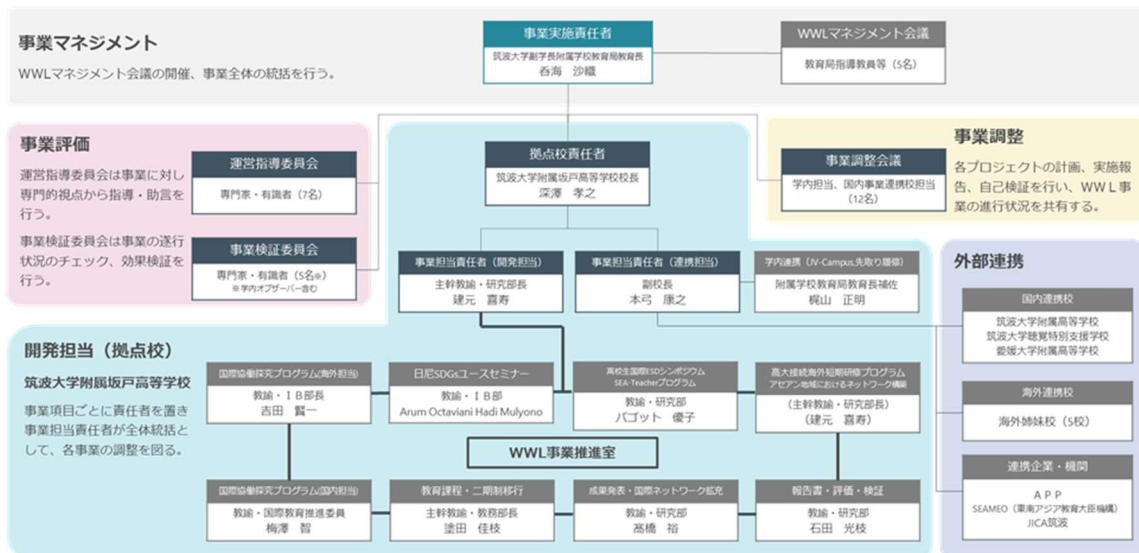 事業マネジメント
WWLマネジメント会議の開催、事業全体の統括を行う。
事業実施責任者
筑波大学副学長附属学校教育局教育長
呑海 沙織
WWLマネジメント会議
教育局指導教員等（5名）
事業評価
運営指導委員会は事業に対し
専門的視点から指導・助言を
行う。
事業検証委員会は事業の遂行
状況のチェック、効果検証を
行う。
運営指導委員会
専門家・有識者（7名）
事業検証委員会
専門家・有識者（5名※）
※学内オブザーバー含む
拠点校責任者
筑波大学附属坂戸高等学校校長
深澤 孝之
事業調整
事業調整会議
学内担当、国内事業連携校担当
（12名）
各プロジェクトの計画、実施報
告、自己検証を行い、WWL事
業の進行状況を共有する。
事業担当責任者（開発担当）
主幹教諭・研究部長
建元 喜寿
事業担当責任者（連携担当）
副校長
本弓 康之
学内連携（JV-Campus,先取り履修）
附属学校教育局教育長補佐
梶山 正明
外部連携
国内連携校
筑波大学附属高等学校
筑波大学聴覚特別支援学校
愛媛大学附属高等学校
海外連携校
海外姉妹校（5校）
連携企業・機関
APP
SEAMEO（東南アジア教育大臣機構）
JICA筑波
開発担当（拠点校）
筑波大学附属坂戸高等学校
事業項目ごとに責任者を置き
事業担当責任者が全体統括と
して、各事業の調整を図る。
国際協働探究プログラム(海外担当)
教諭・ＩＢ部長
吉田 賢一
日尼SDGsユースセミナー
教諭・ＩＢ部
Arum Octaviani Hadi Mulyono
高校生国際ESDシンポジウム
SEA-Teacherプログラム
教諭・研究部
バゴット 優子
高大接続海外短期研修プログラム
アセアン地域におけるネットワーク構築
（主幹教諭・研究部長）
（建元 喜寿）
WWL事業推進室
国際協働探究プログラム(国内担当)
教諭・国際教育推進委員
梅澤 智
教育課程・二期制移行
主幹教諭・教務部長
塗田 佳枝
成果発表・国際ネットワーク拡充
教諭・研究部
髙橋 裕
報告書・評価・検証
教諭・研究部
石田 光枝